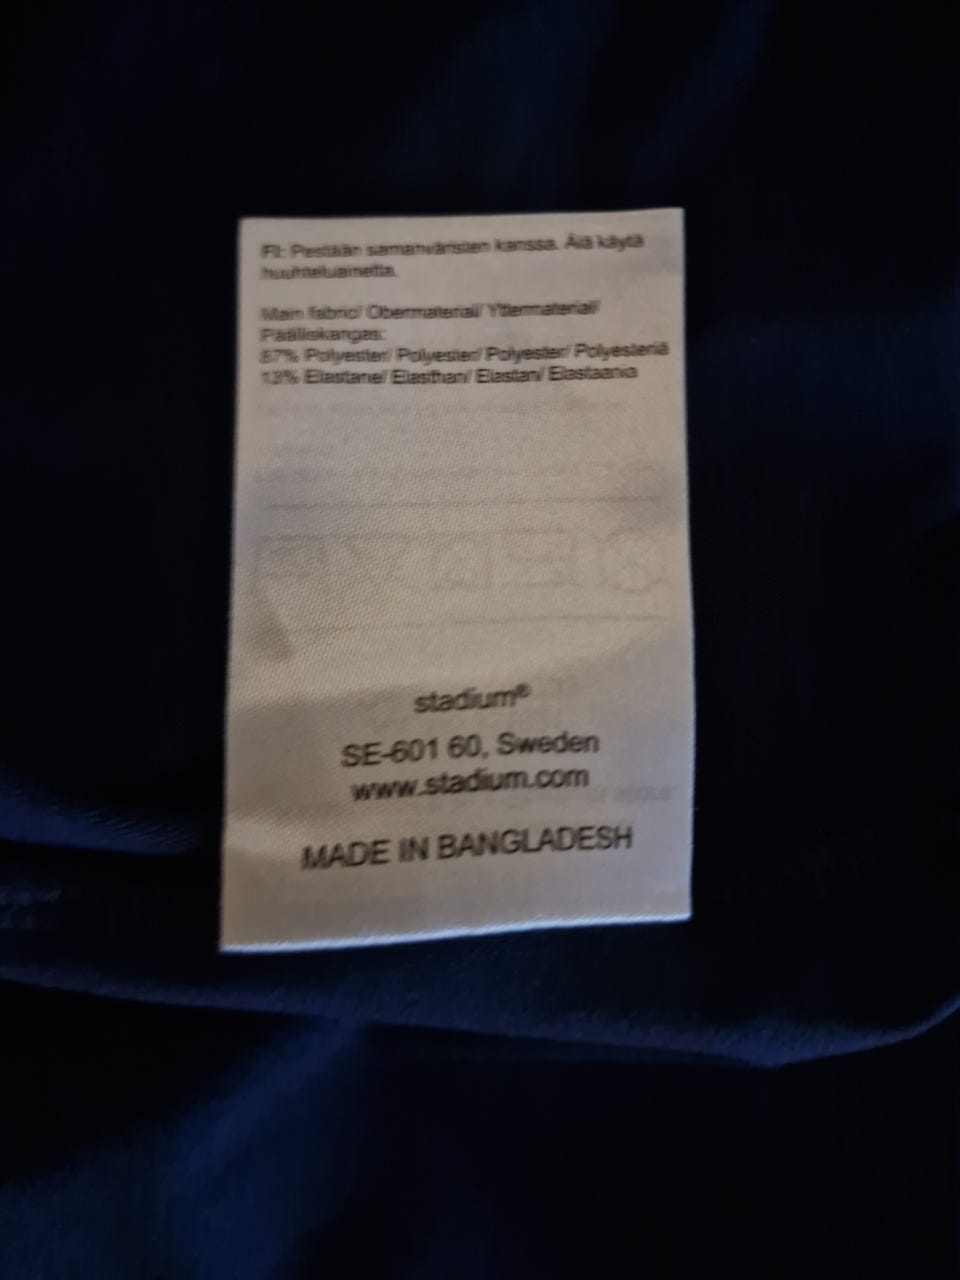 FI: Pestään samanväristen kanssa. Älä käytä
huuhteluainetta.
Main fabric/ Obermaterial/ Yttermaterial/
Päälliskangas:
87% Polyester/ Polyester/ Polyester/ Polyesteriä
13% Elastane/ Elasthan/ Elastan/ Elastaania
stadium®
SE-601 60, Sweden
www.stadium.com
MADE IN BANGLADESH